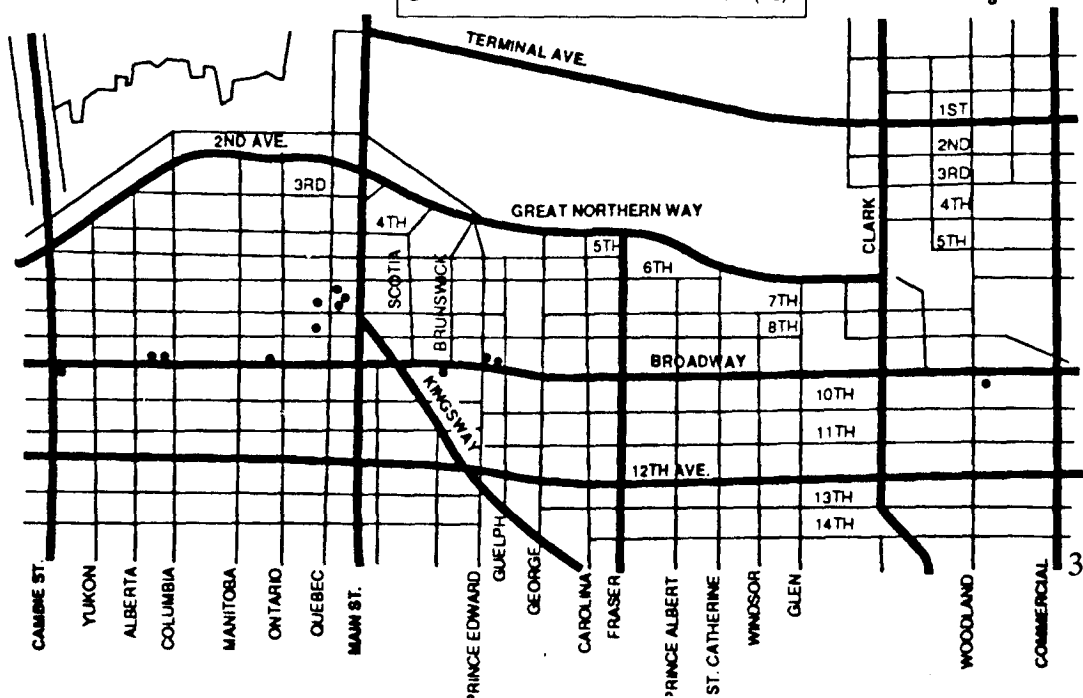 TERMINAL AVE.
1ST
2ND AVE.
2ND
3RD
3RD
4TH
GREAT NORTHERN WAY
4TH
CLARK
5TH
5TH
6TH
SCOTIA
BRUNSWICK
7TH
8TH
BROADWAY
KINGSWAY
10TH
11TH
12TH AVE.
13TH
14TH
CAMBIE ST.
YUKON
ALBERTA
COLUMBIA
MANITOBA
ONTARIO
QUEBEC
MAIN ST.
PRINCE EDWARD
GUELPH
GEORGE
CAROLINA
FRASER
PRINCE ALBERT
ST. CATHERINE
WINDSOR
GLEN
WOODLAND
COMMERCIAL
3